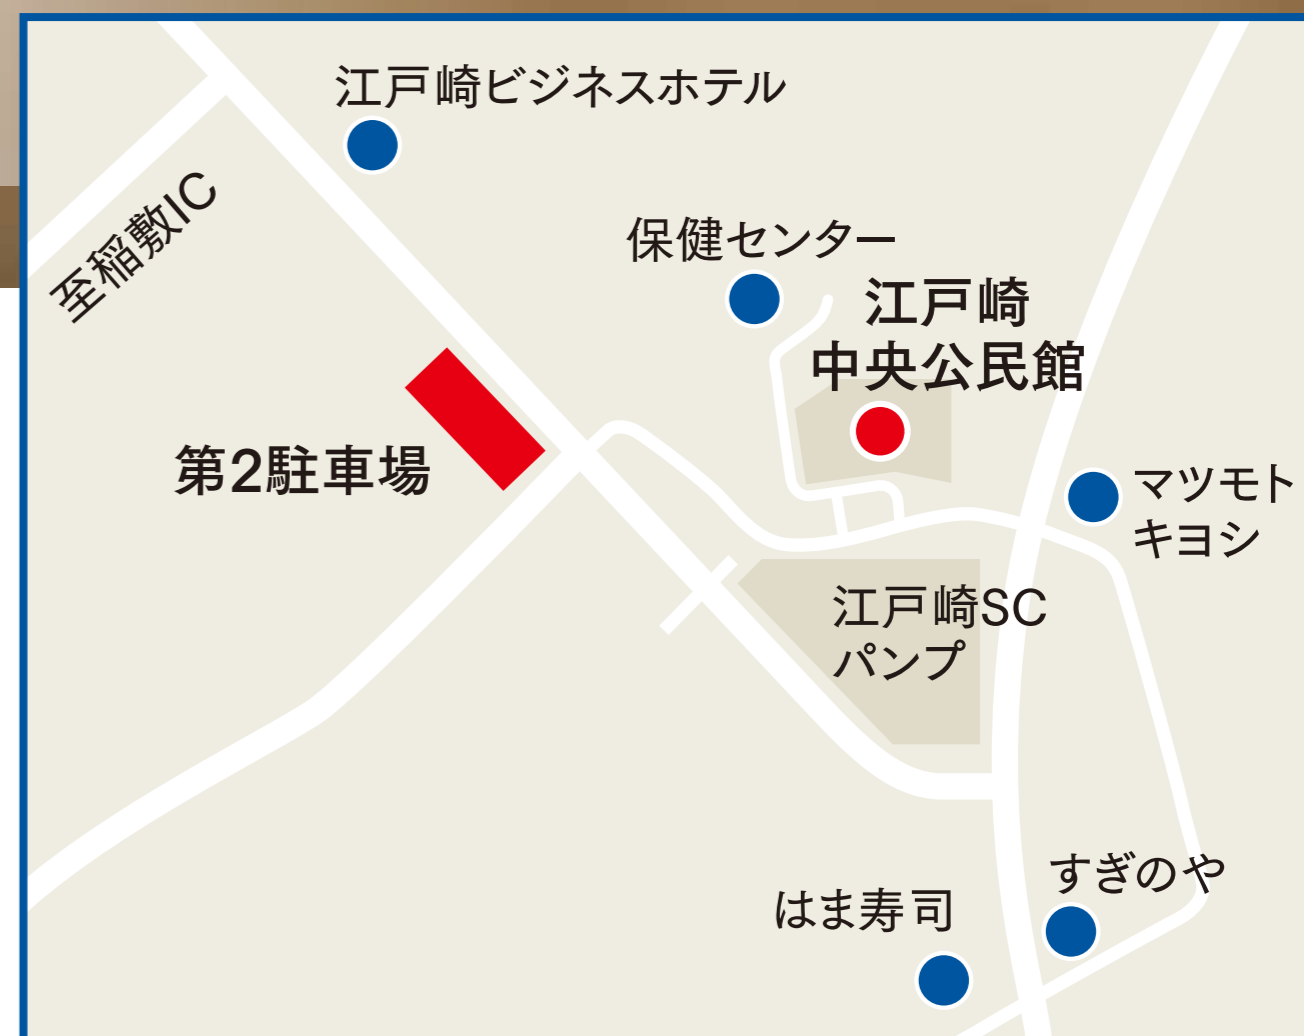 江戸崎ビジネスホテル
至稲敷IC
保健センター
江戸崎
中央公民館
第2駐車場
マツモト
キヨシ
江戸崎SC
パンプ
すぎのや
はま寿司